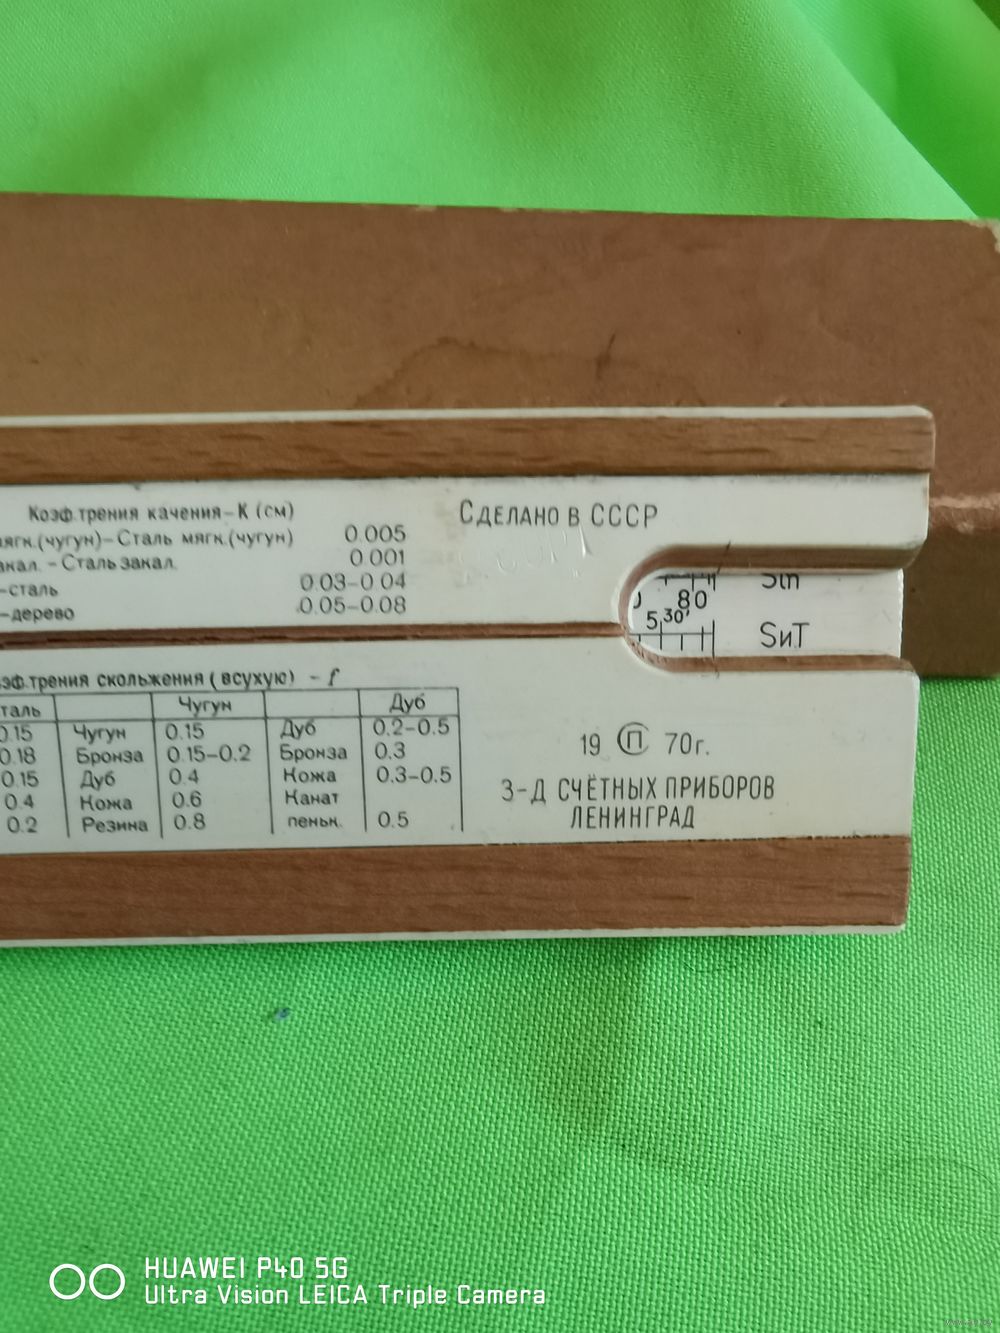 Коэф.трения качения–К (см)
мягк.(чугун)–Сталь мягк.(чугун) 0.005
закал. – Сталь закал. 0.001
–сталь 0.03–0.04
–дерево 0.05–0.08
Сделано в СССР
Sin
80
5 30'
SиT
эф.трения скольжения (всухую) – f
таль Чугун Дуб
0.15 Чугун 0.15 Дуб 0.2–0.5
0.18 Бронза 0.15–0.2 Бронза 0.3
0.15 Дуб 0.4 Кожа 0.3–0.5
0.4 Кожа 0.6 Канат
0.2 Резина 0.8 пеньк. 0.5
19 П 70г.
З-Д СЧЁТНЫХ ПРИБОРОВ
ЛЕНИНГРАД
HUAWEI P40 5G
Ultra Vision LEICA Triple Camera